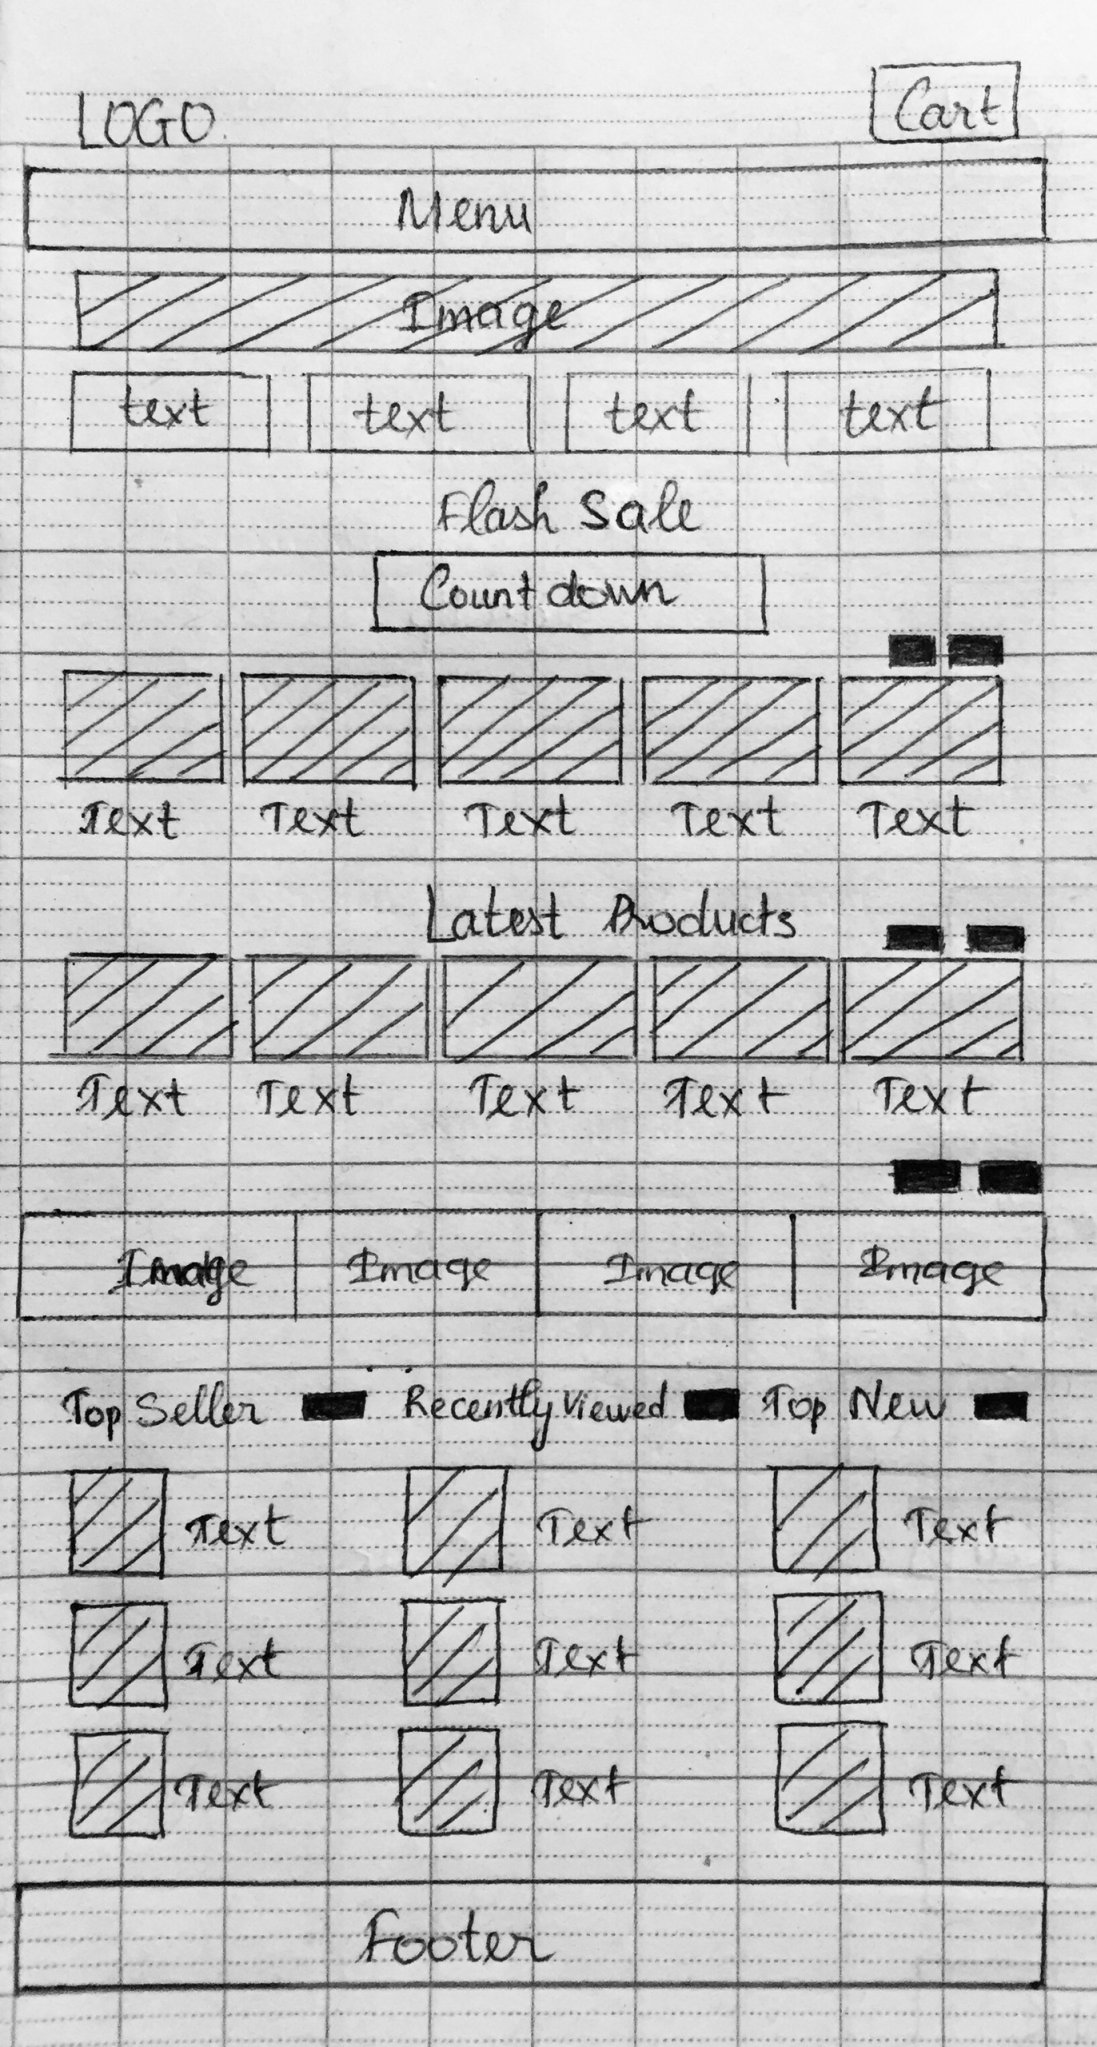 LOGO Cart
Menu
Image
text text text text
Flash Sale
Countdown
Text Text Text Text Text
Latest Products
Text Text Text Text Text
Image Image Image Image
Top Seller Recently Viewed Top New
Text Text Text
Text Text Text
Text Text Text
Footer